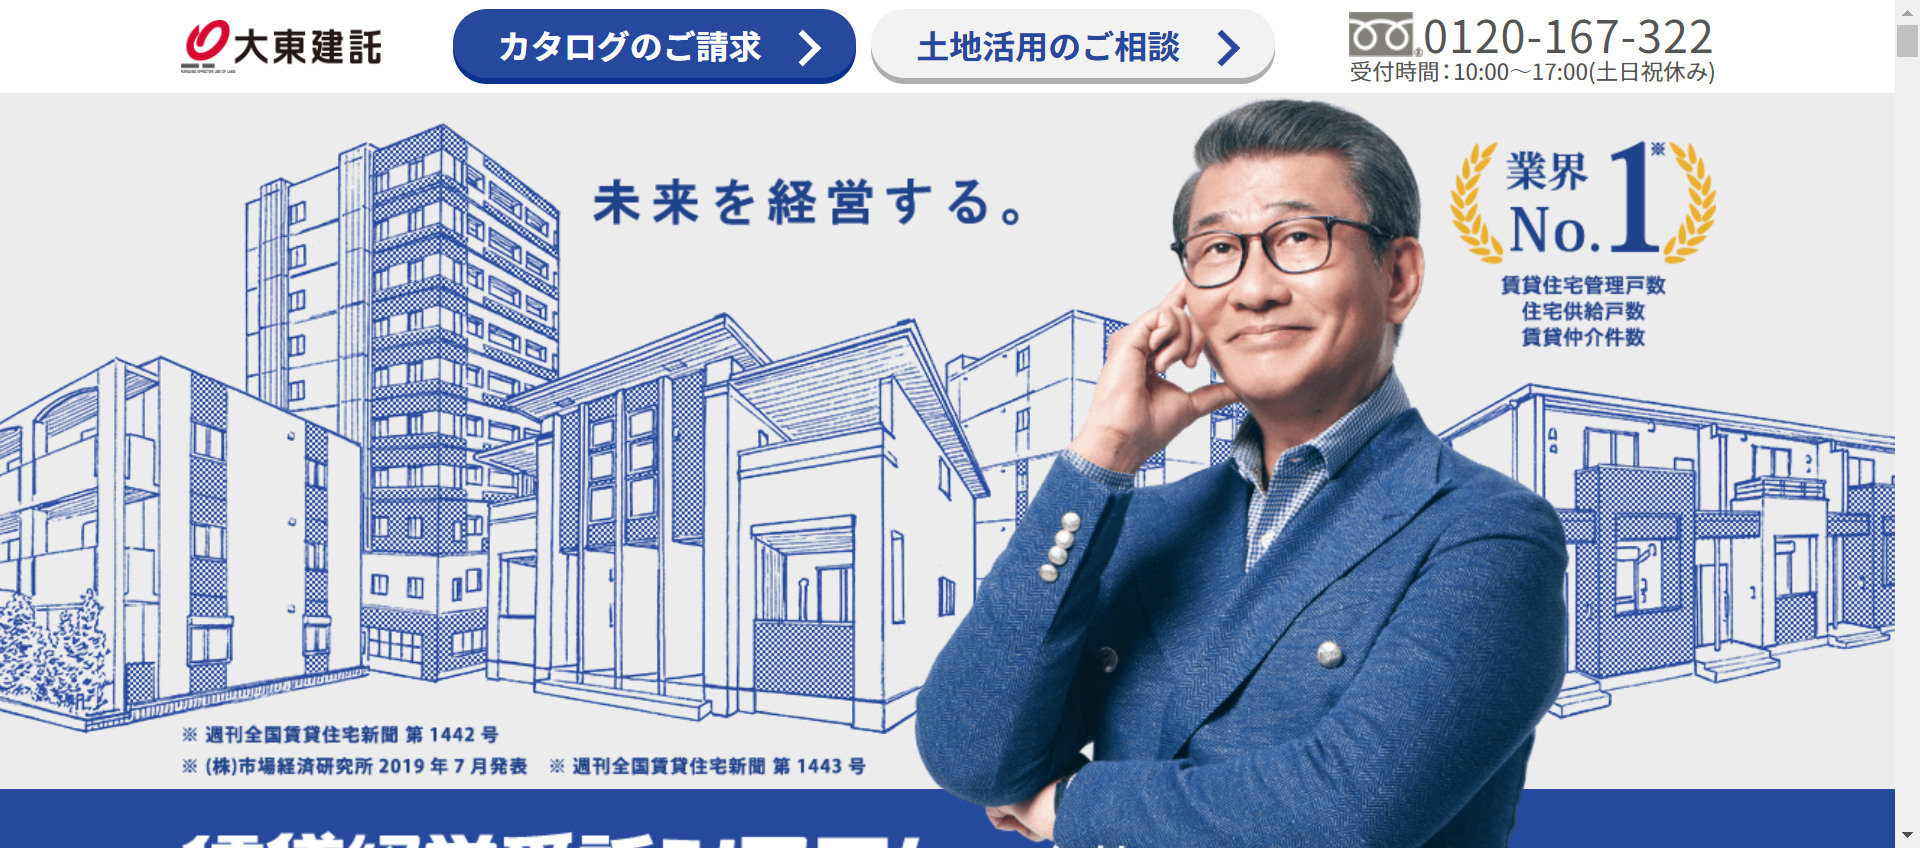 大東建託
カタログのご請求
土地活用のご相談
0120-167-322
受付時間：10:00～17:00(土日祝休み)
未来を経営する。
業界
No.1※
賃貸住宅管理戸数
住宅供給戸数
賃貸仲介件数
※ 週刊全国賃貸住宅新聞 第 1442 号
※ (株)市場経済研究所 2019 年 7 月発表 ※ 週刊全国賃貸住宅新聞 第 1443 号